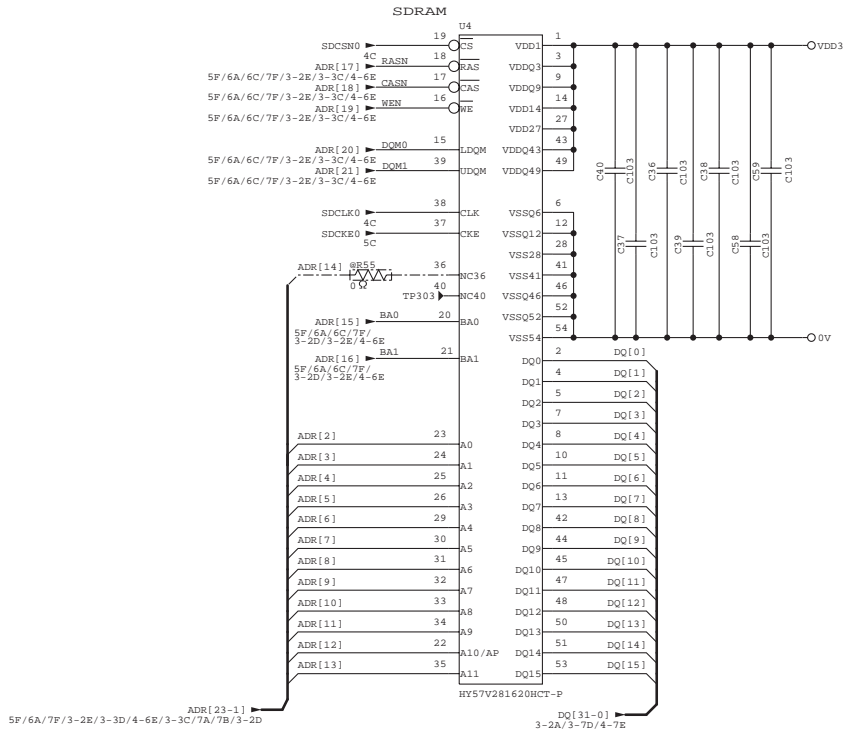 SDRAM
U4
SDCSN0 19 CS VDD1 1 VDD3
4C
ADR[17] RASN 18 RAS VDDQ3 3
5F/6A/6C/7F/3-2E/3-3C/4-6E
ADR[18] CASN 17 CAS VDDQ9 9
5F/6A/6C/7F/3-2E/3-3C/4-6E
ADR[19] WEN 16 WE VDD14 14
5F/6A/6C/7F/3-2E/3-3C/4-6E
VDD27 27
ADR[20] DQM0 15 LDQM VDDQ43 43
5F/6A/6C/7F/3-2E/3-3C/4-6E
ADR[21] DQM1 39 UDQM VDDQ49 49
5F/6A/6C/7F/3-2E/3-3C/4-6E
C40 C103 C36 C103 C38 C103 C59 C103
SDCLK0 38 CLK VSSQ6 6
4C
SDCKE0 37 CKE VSSQ12 12
5C
C37 C103 C39 C103 C58 C103
VSS28 28
ADR[14] @R55 36 NC36 VSS41 41
0Ω
TP303 40 NC40 VSSQ46 46
ADR[15] BA0 20 BA0 VSSQ52 52
5F/6A/6C/7F/
3-2D/3-2E/4-6E
VSS54 54 0V
ADR[16] BA1 21 BA1 DQ0 2 DQ[0]
5F/6A/6C/7F/
3-2D/3-2E/4-6E
DQ1 4 DQ[1]
DQ2 5 DQ[2]
DQ3 7 DQ[3]
ADR[2] 23 A0 DQ4 8 DQ[4]
ADR[3] 24 A1 DQ5 10 DQ[5]
ADR[4] 25 A2 DQ6 11 DQ[6]
ADR[5] 26 A3 DQ7 13 DQ[7]
ADR[6] 29 A4 DQ8 42 DQ[8]
ADR[7] 30 A5 DQ9 44 DQ[9]
ADR[8] 31 A6 DQ10 45 DQ[10]
ADR[9] 32 A7 DQ11 47 DQ[11]
ADR[10] 33 A8 DQ12 48 DQ[12]
ADR[11] 34 A9 DQ13 50 DQ[13]
ADR[12] 22 A10/AP DQ14 51 DQ[14]
ADR[13] 35 A11 DQ15 53 DQ[15]
HY57V281620HCT-P
ADR[23-1]
5F/6A/7F/3-2E/3-3D/4-6E/3-3C/7A/7B/3-2D
DQ[31-0]
3-2A/3-7D/4-7E